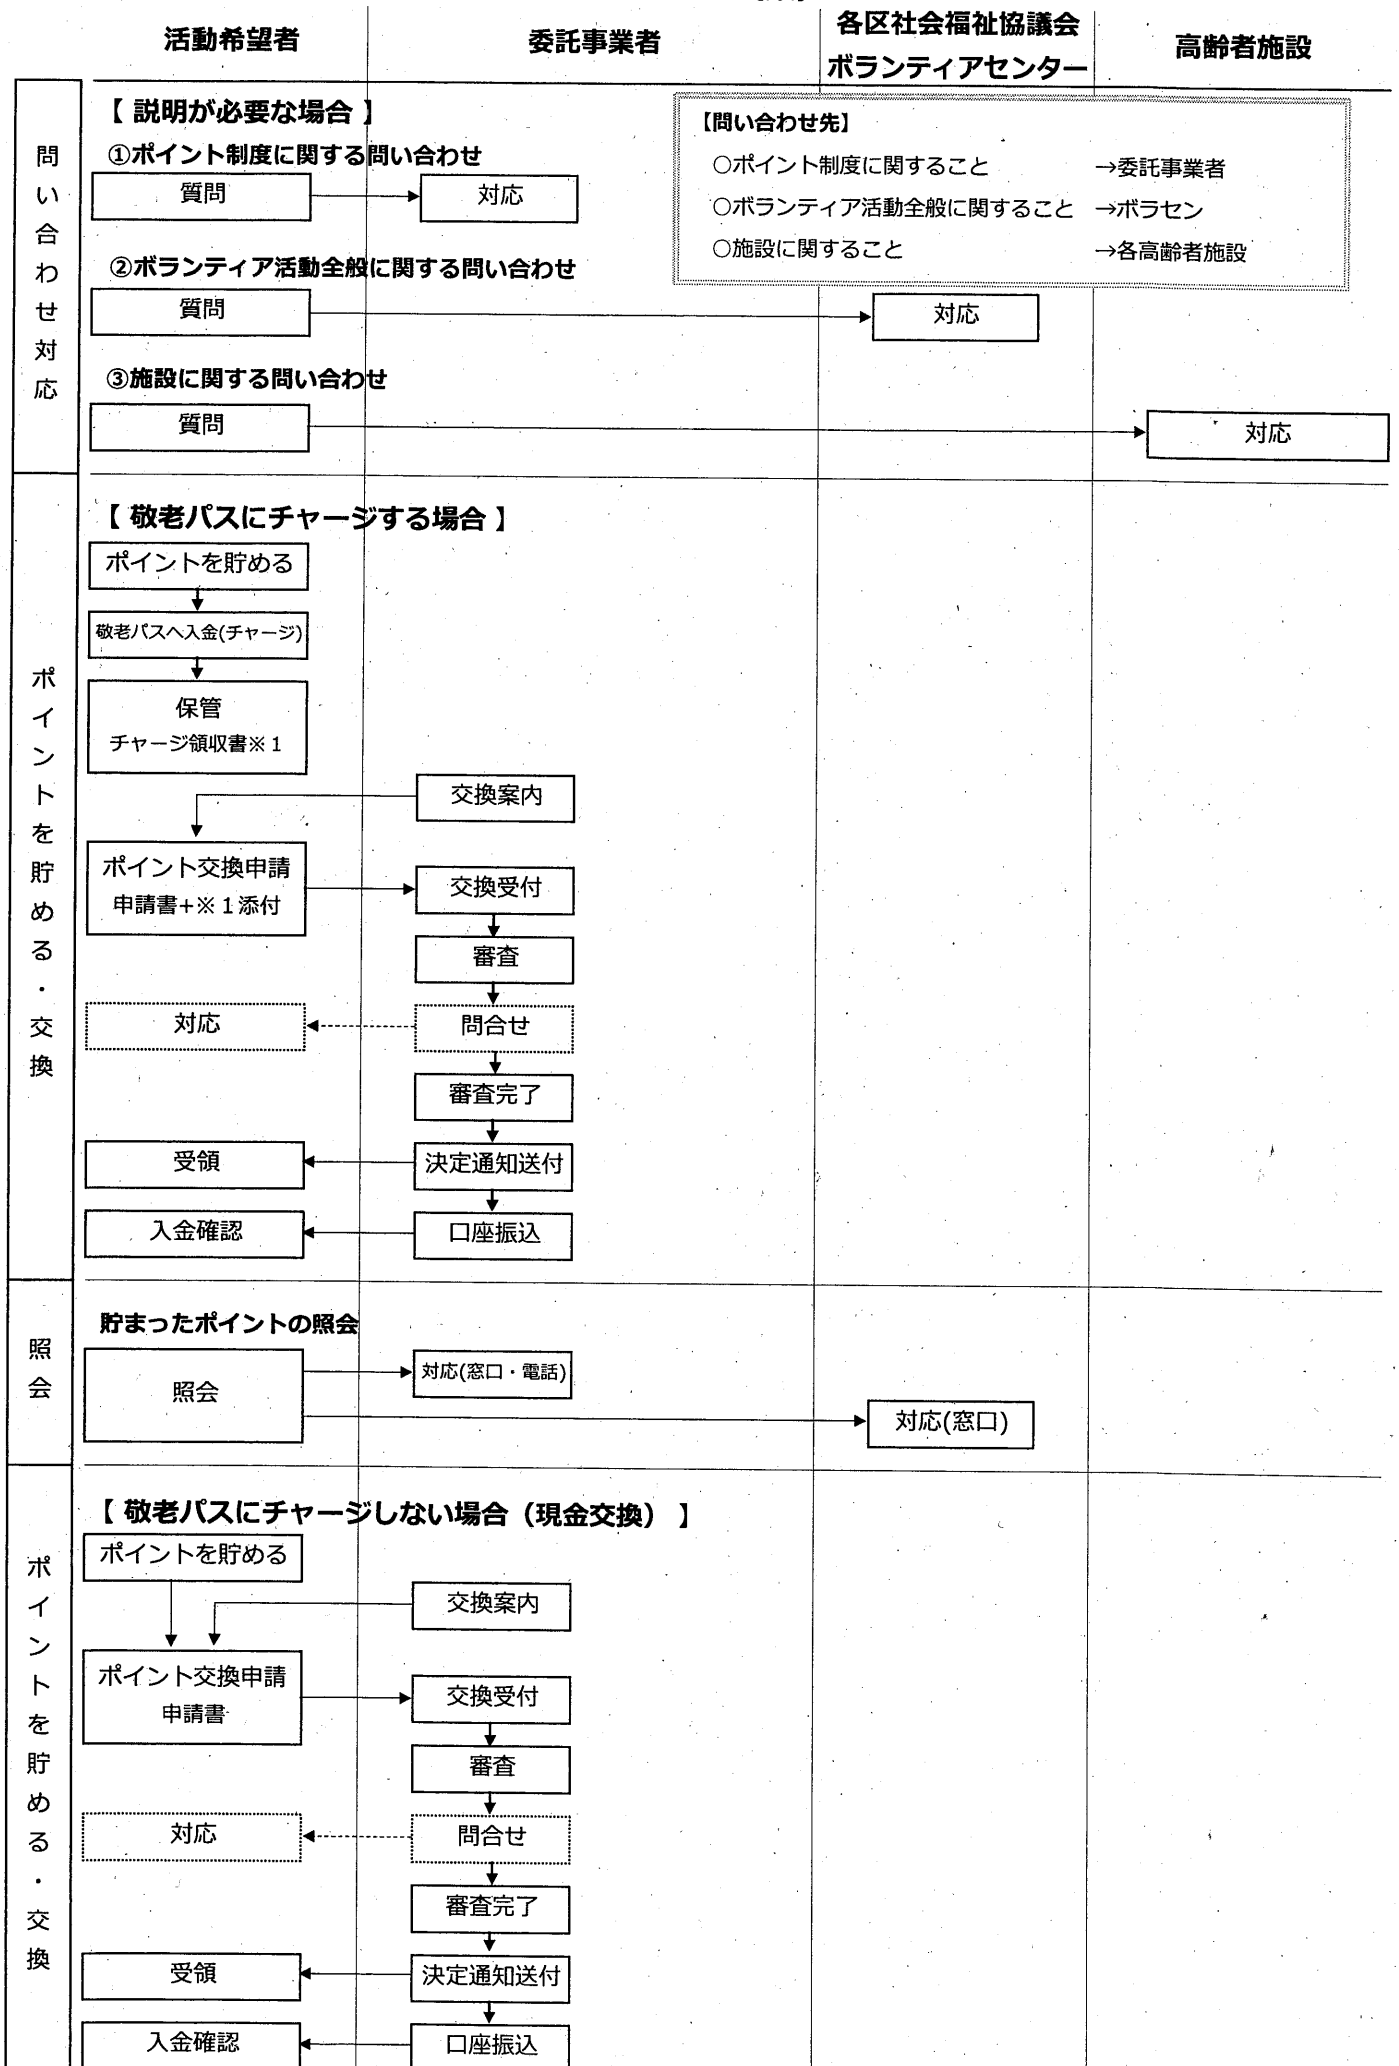 活動希望者
委託事業者
各区社会福祉協議会
ボランティアセンター
高齢者施設
問い合わせ対応
【 説明が必要な場合 】
①ポイント制度に関する問い合わせ
質問
対応
【問い合わせ先】
○ポイント制度に関すること →委託事業者
○ボランティア活動全般に関すること →ボラセン
○施設に関すること →各高齢者施設
②ボランティア活動全般に関する問い合わせ
質問
対応
③施設に関する問い合わせ
質問
対応
ポイントを貯める・交換
【 敬老パスにチャージする場合 】
ポイントを貯める
敬老パスへ入金(チャージ)
保管
チャージ領収書※１
交換案内
ポイント交換申請
申請書+※１添付
交換受付
審査
対応
問合せ
審査完了
受領
決定通知送付
入金確認
口座振込
照会
貯まったポイントの照会
照会
対応(窓口・電話)
対応(窓口)
ポイントを貯める・交換
【 敬老パスにチャージしない場合（現金交換） 】
ポイントを貯める
交換案内
ポイント交換申請
申請書
交換受付
審査
対応
問合せ
審査完了
受領
決定通知送付
入金確認
口座振込